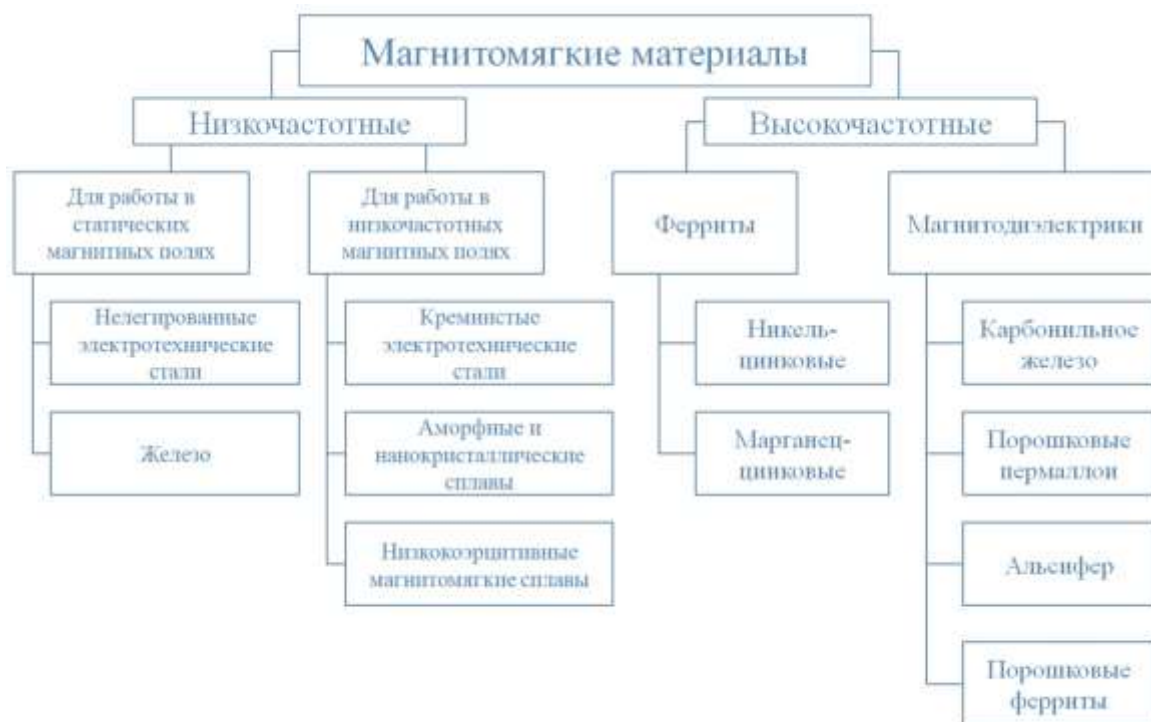 Магнитомягкие материалы
Низкочастотные
Высокочастотные
Для работы в
статических
магнитных полях
Для работы в
низкочастотных
магнитных полях
Ферриты
Магнитодиэлектрики
Нелегированные
электротехнические
стали
Креминстые
электротехнические
стали
Никель-
цинковые
Карбонильное
железо
Железо
Аморфные и
нанокристаллические
сплавы
Марганец-
цинковые
Порошковые
пермаллои
Низкокоэрцитивные
магнитомягкие сплавы
Альсифер
Порошковые
ферриты